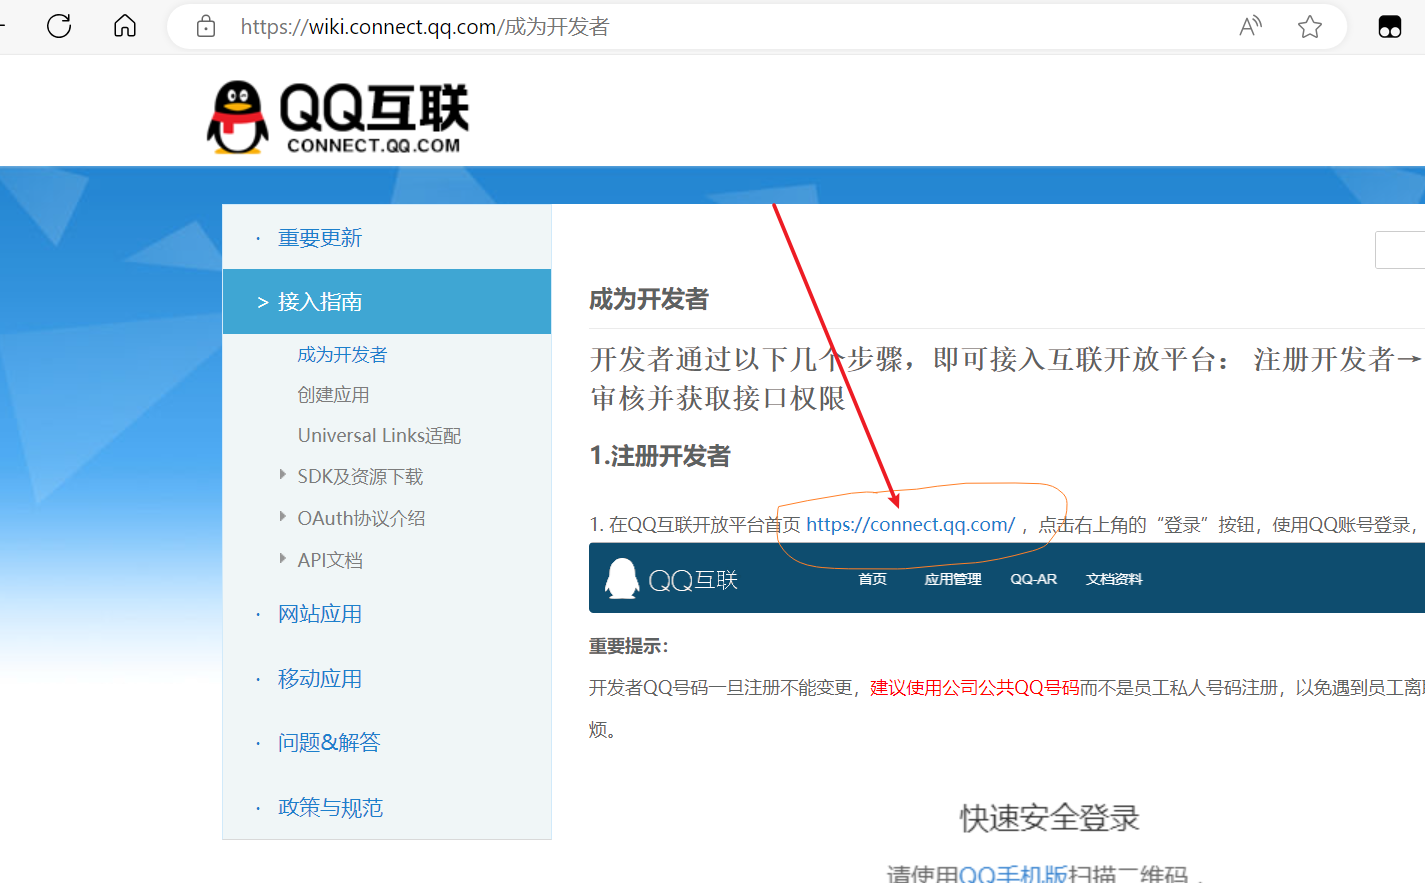 https://wiki.connect.qq.com/成为开发者
QQ互联
CONNECT.QQ.COM
· 重要更新
> 接入指南
成为开发者
创建应用
Universal Links适配
SDK及资源下载
OAuth协议介绍
API文档
· 网站应用
· 移动应用
· 问题&解答
· 政策与规范
成为开发者
开发者通过以下几个步骤，即可接入互联开放平台： 注册开发者→
审核并获取接口权限
1.注册开发者
1. 在QQ互联开放平台首页 https://connect.qq.com/ ，点击右上角的“登录”按钮，使用QQ账号登录，
QQ互联 首页 应用管理 QQ-AR 文档资料
重要提示：
开发者QQ号码一旦注册不能变更，建议使用公司公共QQ号码而不是员工私人号码注册，以免遇到员工离职
烦。
快速安全登录
请使用QQ手机版扫描二维码，